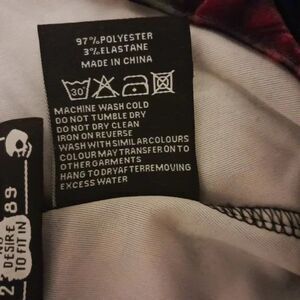 97%POLYESTER
3%ELASTANE
MADE IN CHINA
30°
MACHINE WASH COLD
DO NOT TUMBLE DRY
DO NOT DRY CLEAN
IRON ON REVERSE
WASH WITH SIMILAR COLOURS
COLOUR MAY TRANSFER ON TO
OTHER GARMENTS
HANG TO DRY AFTER REMOVING
EXCESS WATER
DESIRE
TO FIT IN
89